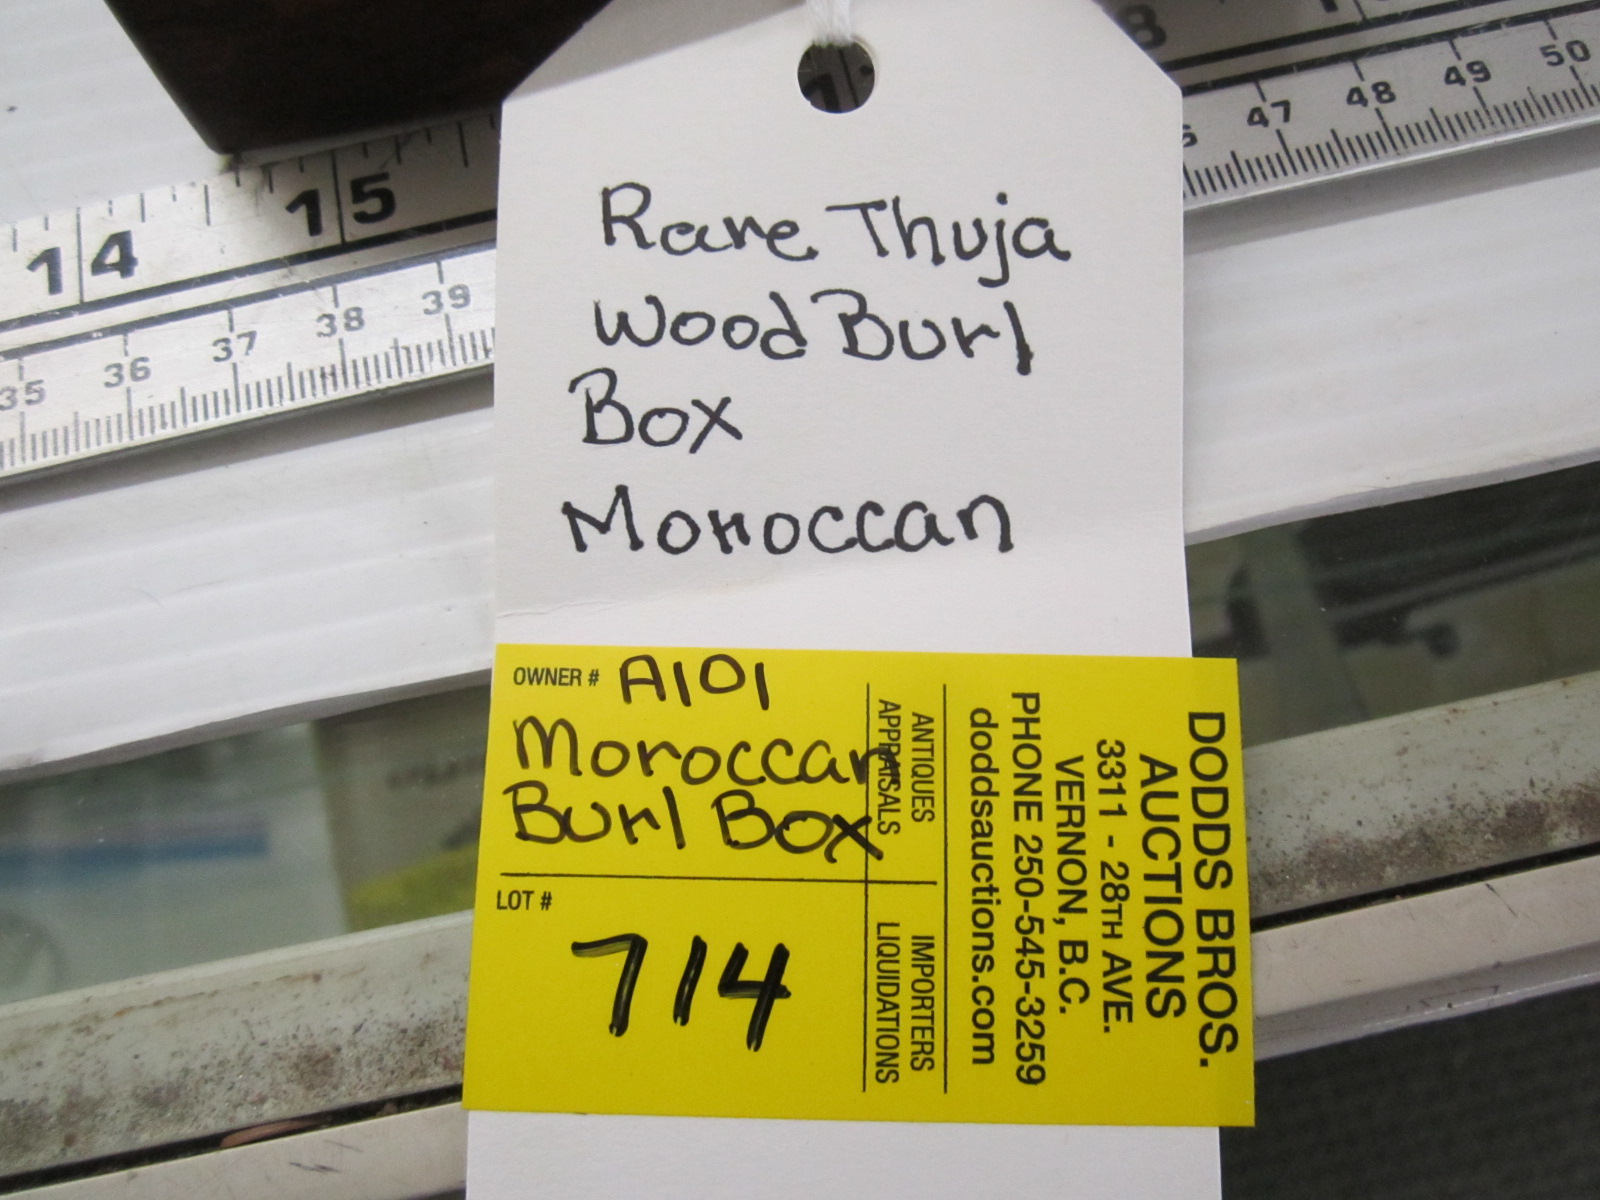 8
14 15
35 36 37 38 39
47 48 49 50
Rare Thuja
Wood Burl
Box
Moroccan
OWNER # A101
Moroccan
Burl Box
LOT #
714
ANTIQUES
APPRAISALS
IMPORTERS
LIQUIDATIONS
DODDS BROS.
AUCTIONS
3311 - 28TH AVE.
VERNON, B.C.
PHONE 250-545-3259
doddsauctions.com